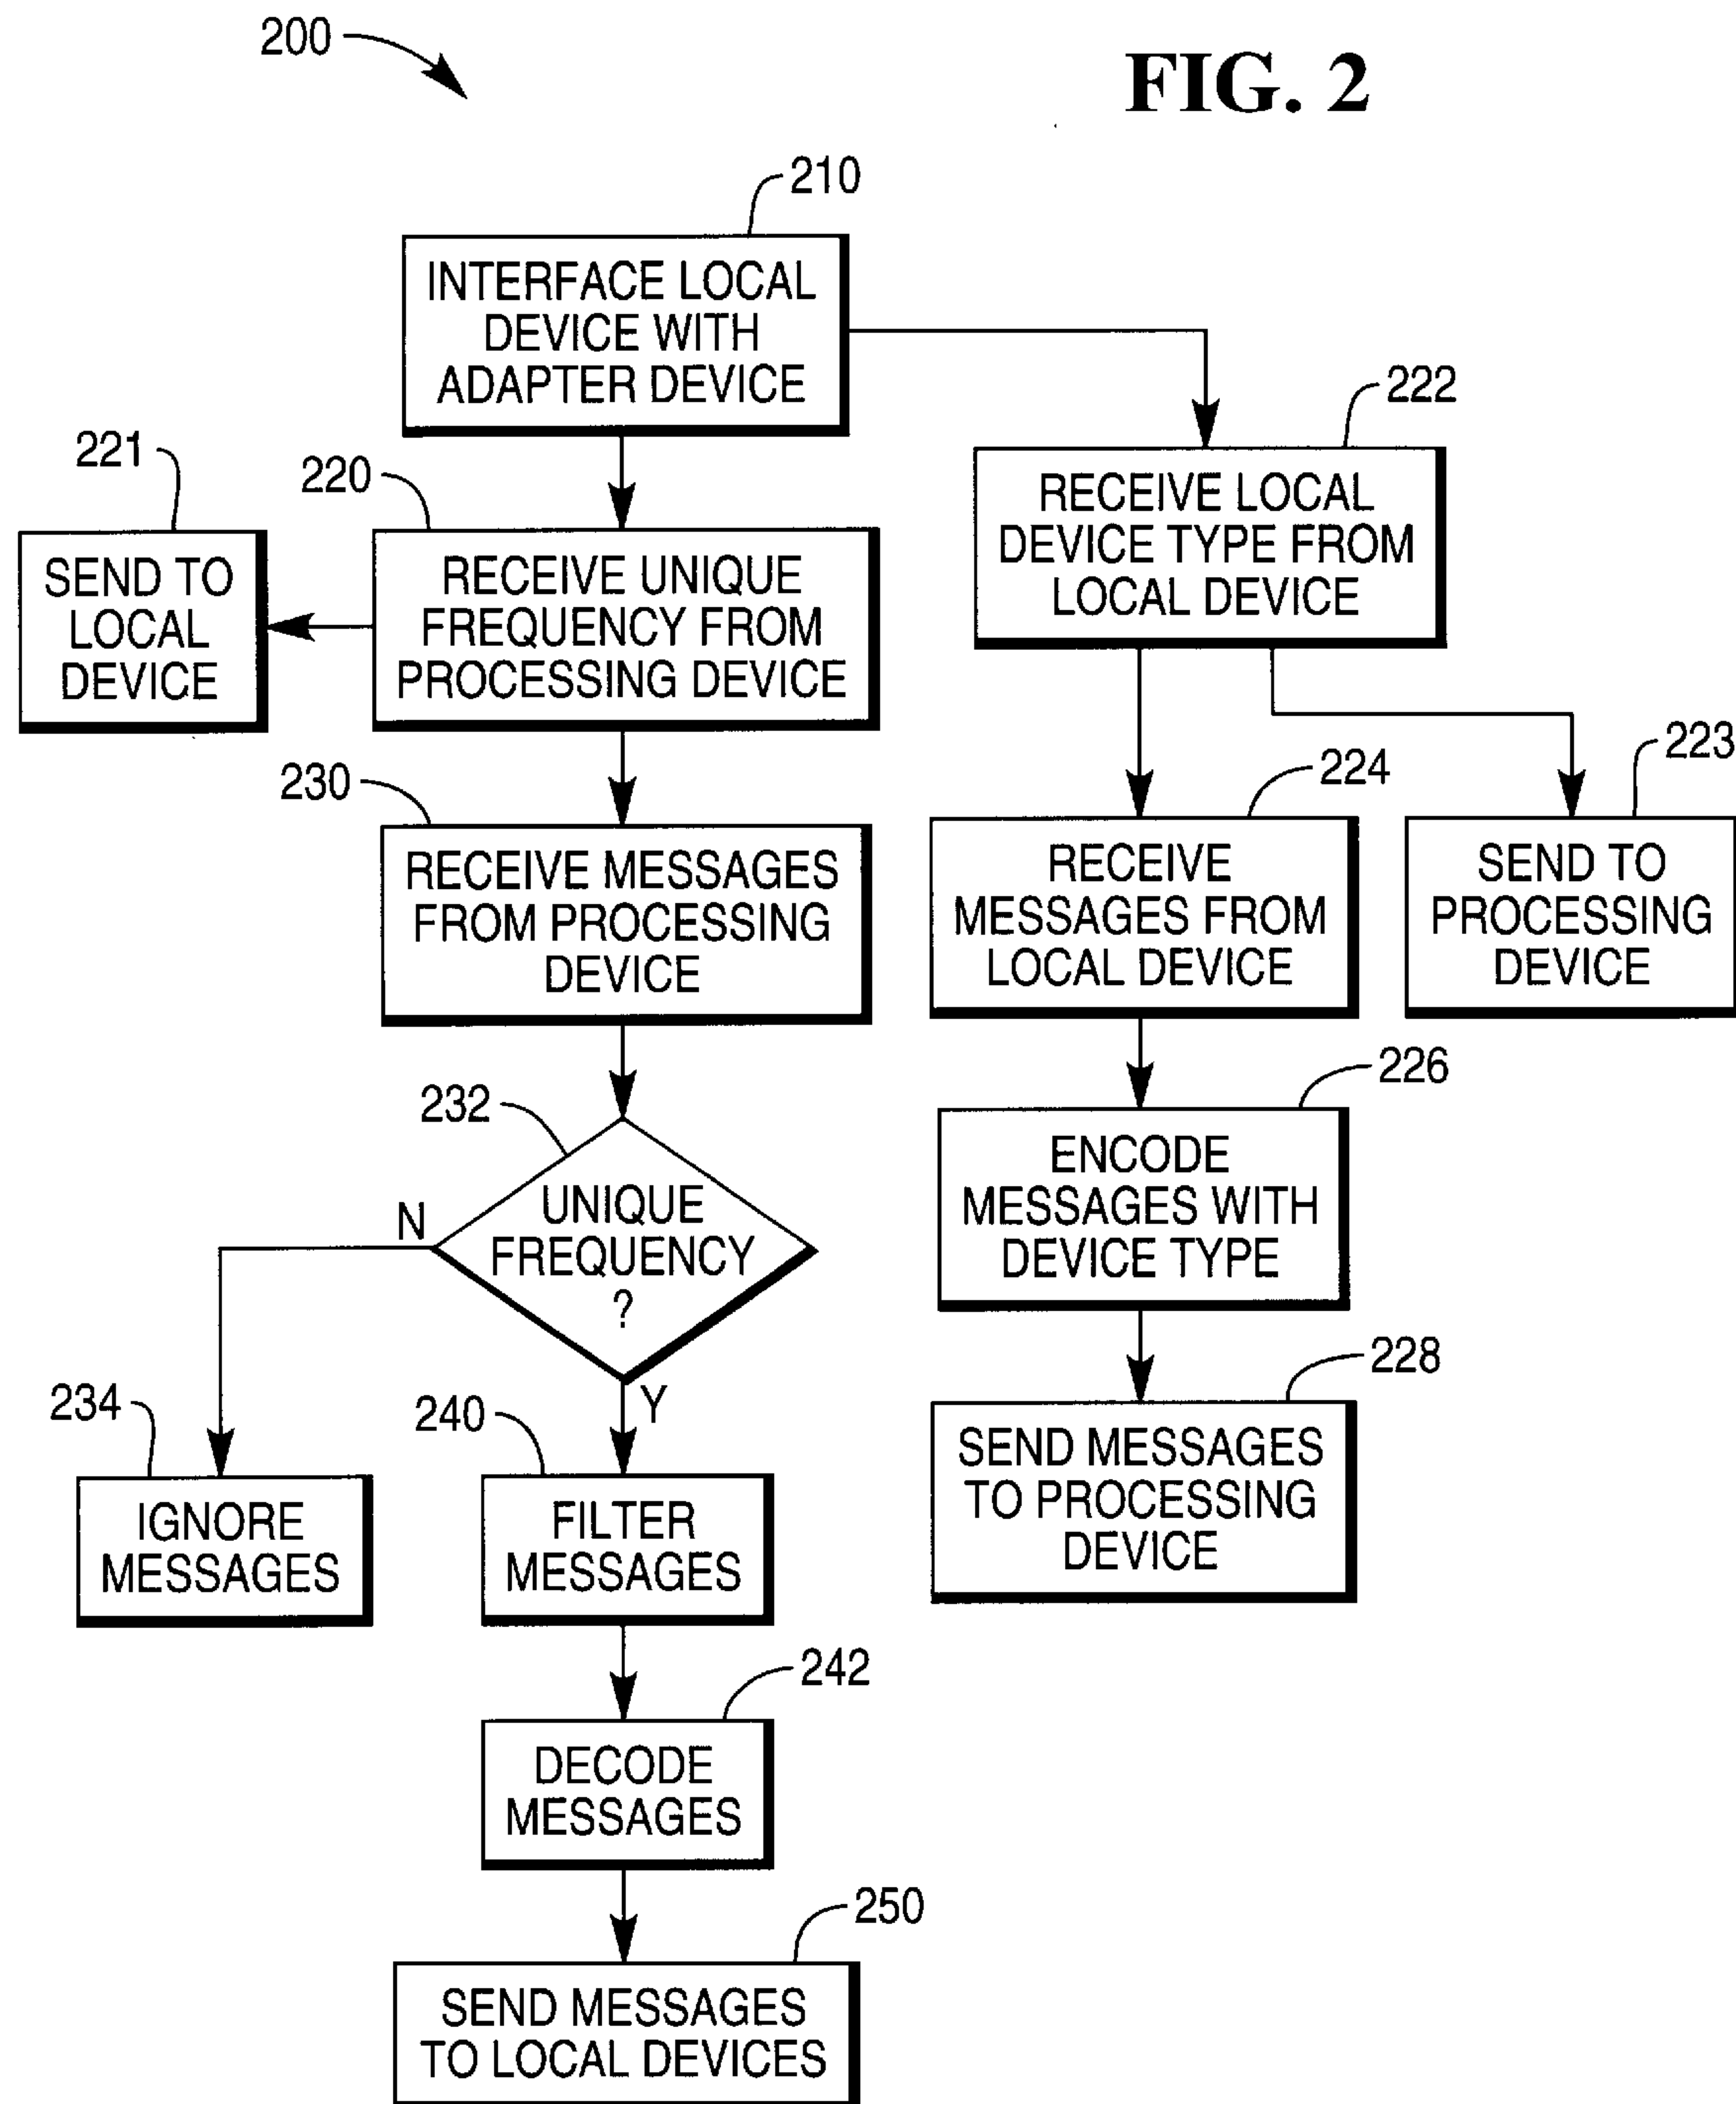 200
FIG. 2
210
INTERFACE LOCAL
DEVICE WITH
ADAPTER DEVICE
222
RECEIVE LOCAL
DEVICE TYPE FROM
LOCAL DEVICE
221
SEND TO
LOCAL
DEVICE
220
RECEIVE UNIQUE
FREQUENCY FROM
PROCESSING DEVICE
230
RECEIVE MESSAGES
FROM PROCESSING
DEVICE
224
RECEIVE
MESSAGES FROM
LOCAL DEVICE
223
SEND TO
PROCESSING
DEVICE
232
UNIQUE
FREQUENCY
?
N
Y
226
ENCODE
MESSAGES WITH
DEVICE TYPE
228
SEND MESSAGES
TO PROCESSING
DEVICE
234
IGNORE
MESSAGES
240
FILTER
MESSAGES
242
DECODE
MESSAGES
250
SEND MESSAGES
TO LOCAL DEVICES